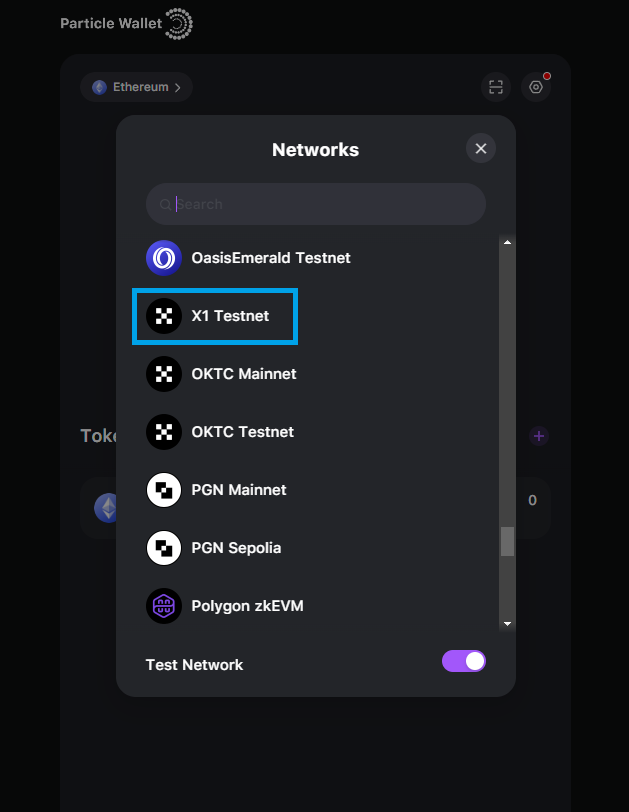 Particle Wallet
Ethereum
Networks
Search
OasisEmerald Testnet
X1 Testnet
OKTC Mainnet
OKTC Testnet
Toke
PGN Mainnet
0
PGN Sepolia
Polygon zkEVM
Test Network